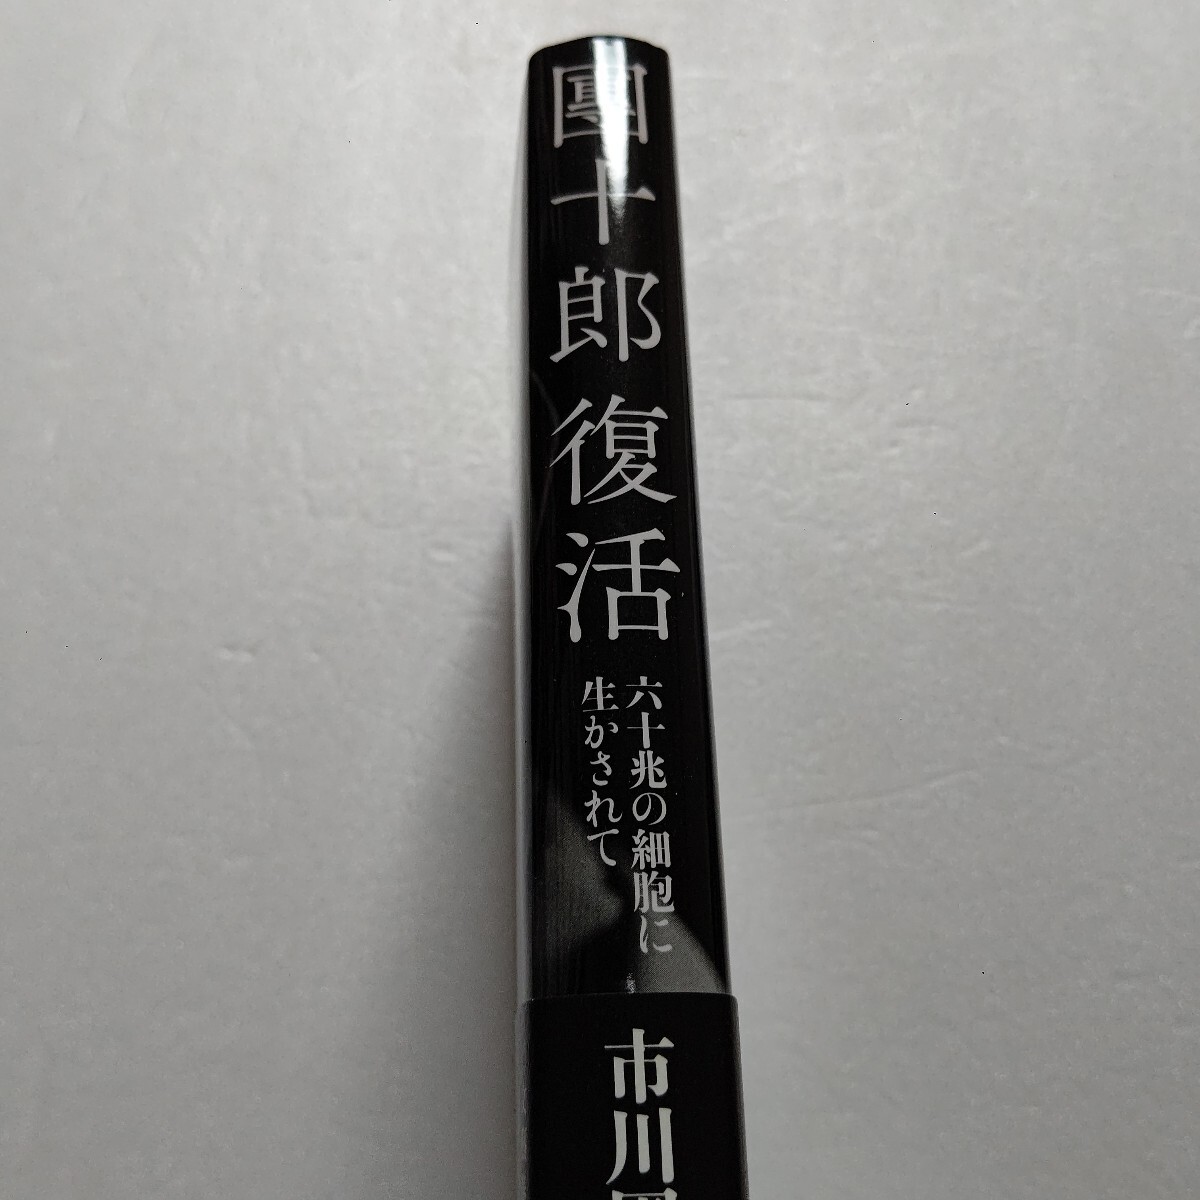 團十郎復活
六十兆の細胞に
生かされて
市川